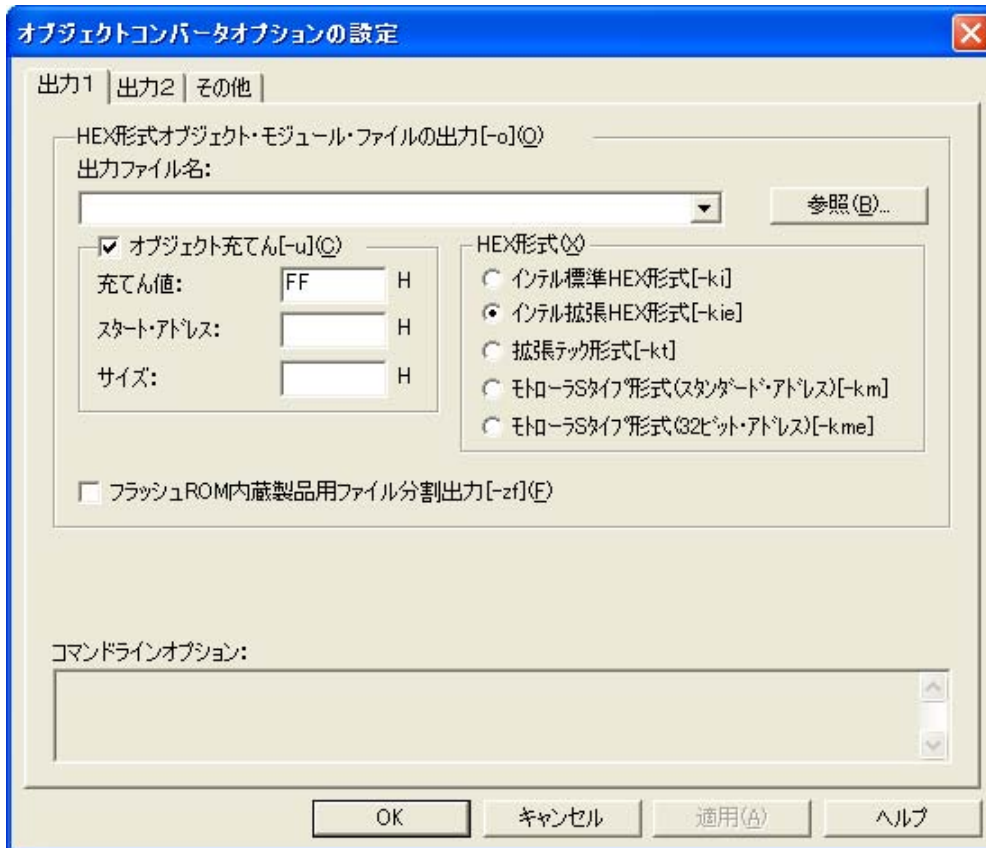 オブジェクトコンバータオプションの設定
出力1 出力2 その他
HEX形式オブジェクト・モジュール・ファイルの出力[-o](O)
出力ファイル名:
参照(B)...
オブジェクト充てん[-u](C)
充てん値: FF H
スタート・アドレス: H
サイズ: H
HEX形式(X)
インテル標準HEX形式[-ki]
インテル拡張HEX形式[-kie]
拡張テック形式[-kt]
モトローラSタイプ形式(スタンダード・アドレス)[-km]
モトローラSタイプ形式(32ビット・アドレス)[-kme]
フラッシュROM内蔵製品用ファイル分割出力[-zf](F)
コマンドラインオプション:
OK キャンセル 適用(A) ヘルプ